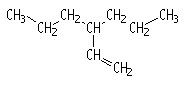 CH₃ CH₂ CH₂ CH₃
CH₂ CH CH₂
CH
CH₂